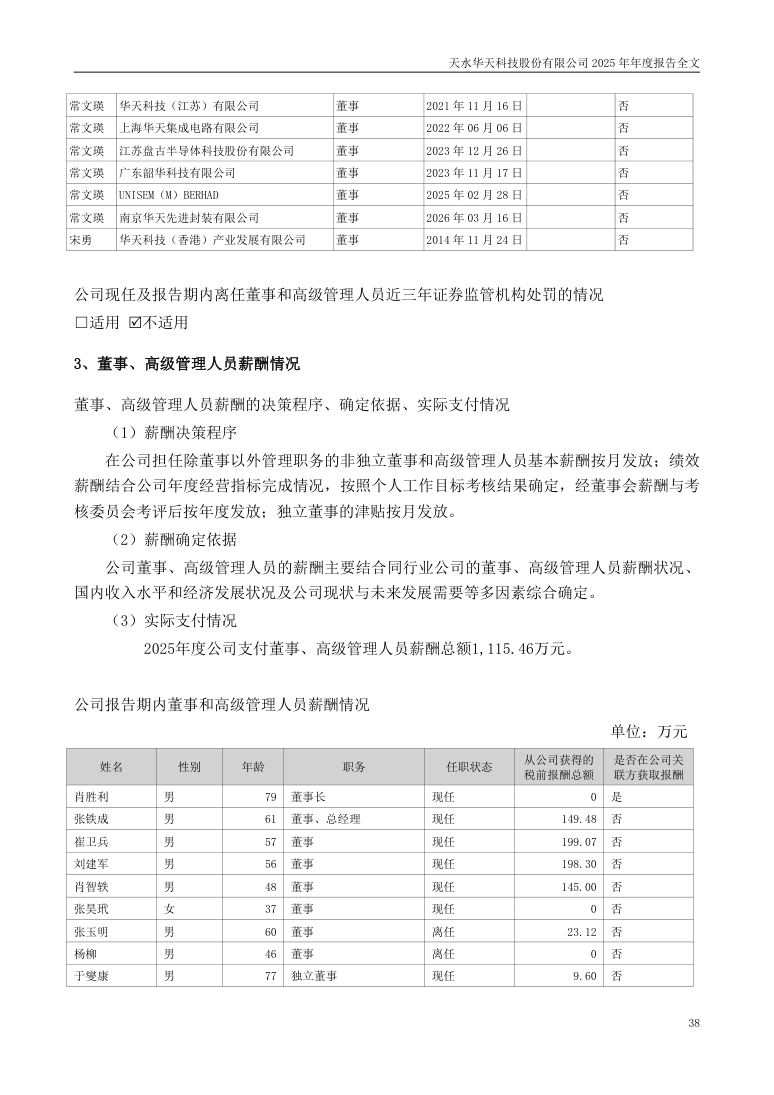 天水华天科技股份有限公司 2025 年年度报告全文
常文瑛 华天科技（江苏）有限公司 董事 2021 年 11 月 16 日 否
常文瑛 上海华天集成电路有限公司 董事 2022 年 06 月 06 日 否
常文瑛 江苏盘古半导体科技股份有限公司 董事 2023 年 12 月 26 日 否
常文瑛 广东韶华科技有限公司 董事 2023 年 11 月 17 日 否
常文瑛 UNISEM（M）BERHAD 董事 2025 年 02 月 28 日 否
常文瑛 南京华天先进封装有限公司 董事 2026 年 03 月 16 日 否
宋勇 华天科技（香港）产业发展有限公司 董事 2014 年 11 月 24 日 否
公司现任及报告期内离任董事和高级管理人员近三年证券监管机构处罚的情况
□适用 ☑不适用
3、董事、高级管理人员薪酬情况
董事、高级管理人员薪酬的决策程序、确定依据、实际支付情况
（1）薪酬决策程序
在公司担任除董事以外管理职务的非独立董事和高级管理人员基本薪酬按月发放；绩效
薪酬结合公司年度经营指标完成情况，按照个人工作目标考核结果确定，经董事会薪酬与考
核委员会考评后按年度发放；独立董事的津贴按月发放。
（2）薪酬确定依据
公司董事、高级管理人员的薪酬主要结合同行业公司的董事、高级管理人员薪酬状况、
国内收入水平和经济发展状况及公司现状与未来发展需要等多因素综合确定。
（3）实际支付情况
2025年度公司支付董事、高级管理人员薪酬总额1,115.46万元。
公司报告期内董事和高级管理人员薪酬情况
单位：万元
姓名 性别 年龄 职务 任职状态 从公司获得的税前报酬总额 是否在公司关联方获取报酬
肖胜利 男 79 董事长 现任 0 是
张铁成 男 61 董事、总经理 现任 149.48 否
崔卫兵 男 57 董事 现任 199.07 否
刘建军 男 56 董事 现任 198.30 否
肖智轶 男 48 董事 现任 145.00 否
张昊玳 女 37 董事 现任 0 否
张玉明 男 60 董事 离任 23.12 否
杨柳 男 46 董事 离任 0 否
于燮康 男 77 独立董事 现任 9.60 否
38